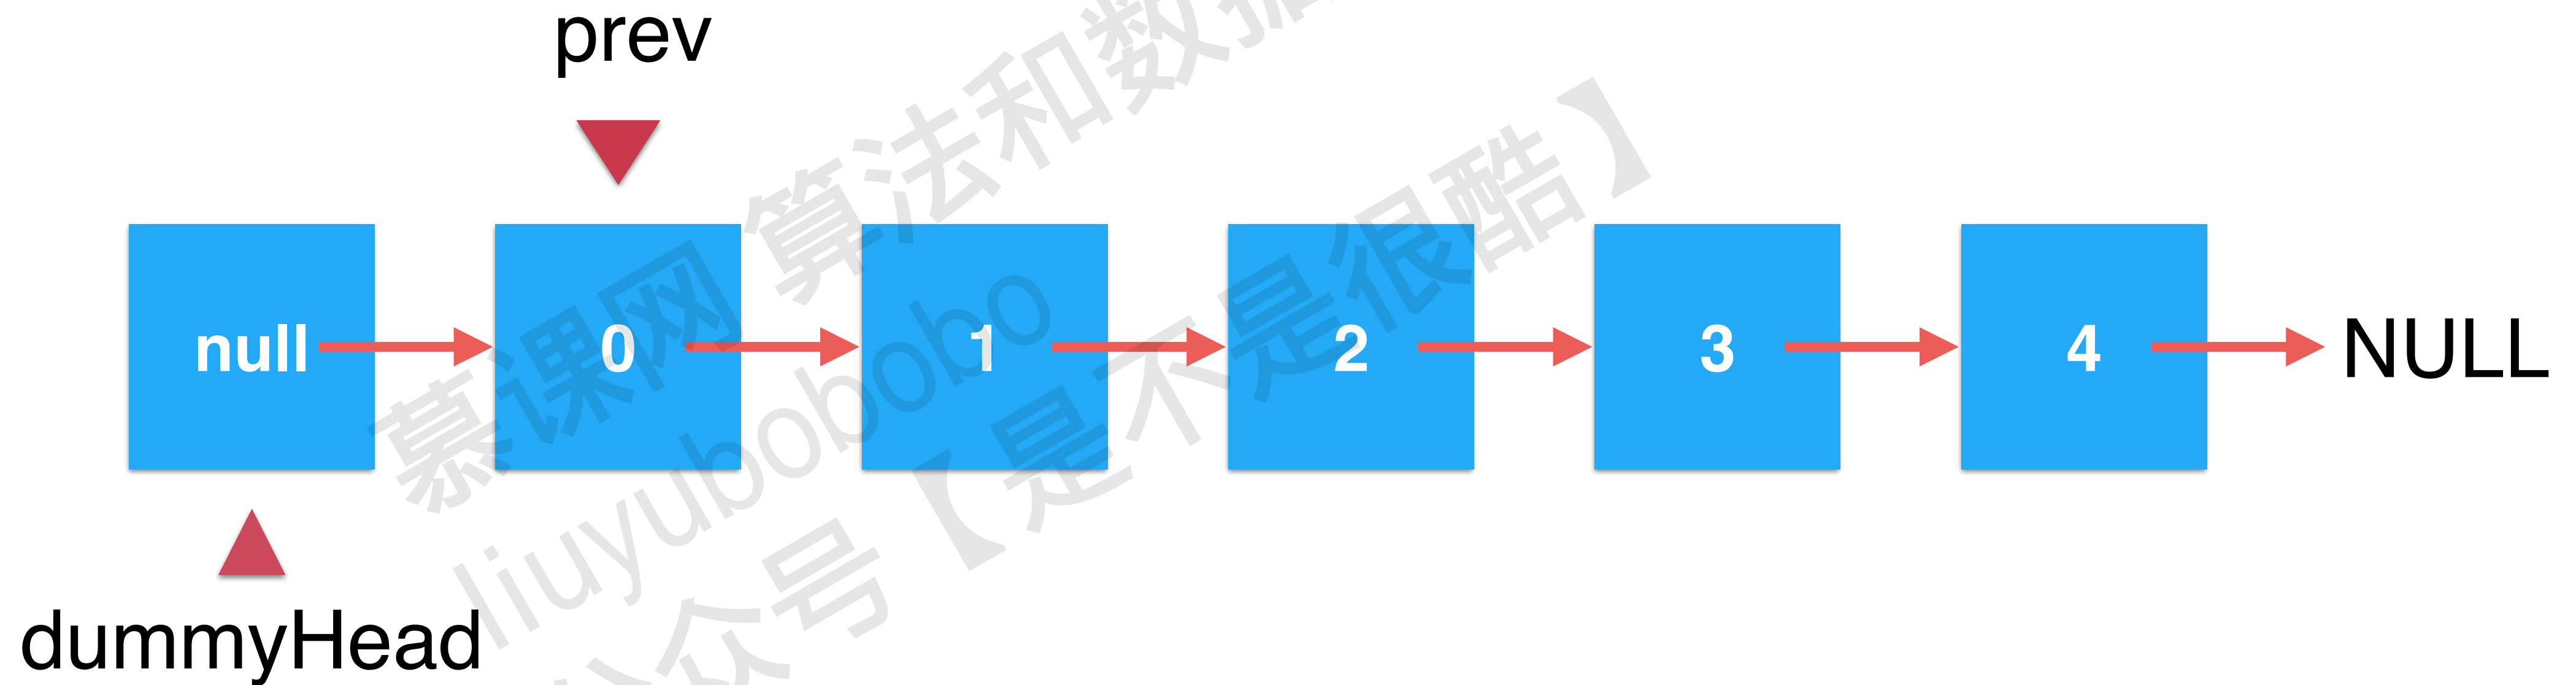 prev
null 0 1 2 3 4 NULL
dummyHead
慕课网 算法和数据
liuyubobobo
公众号【是不是很酷】